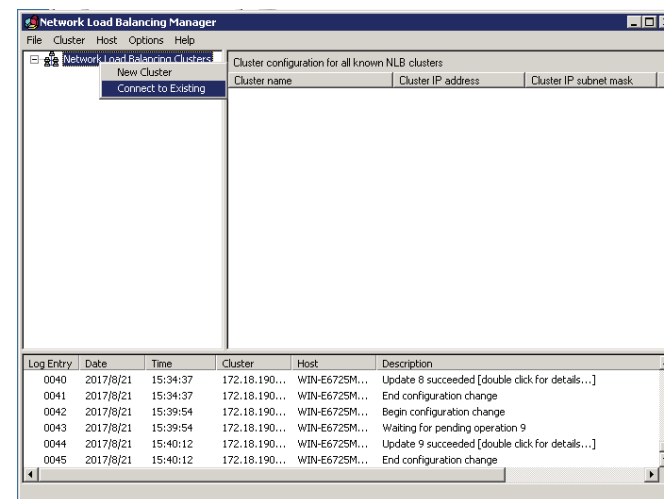 Network Load Balancing Manager
File Cluster Host Options Help
Network Load Balancing Clusters
New Cluster
Connect to Existing
Cluster configuration for all known NLB clusters
Cluster name Cluster IP address Cluster IP subnet mask
Log Entry Date Time Cluster Host Description
0040 2017/8/21 15:34:37 172.18.190... WIN-E6725M... Update 8 succeeded [double click for details...]
0041 2017/8/21 15:34:37 172.18.190... WIN-E6725M... End configuration change
0042 2017/8/21 15:39:54 172.18.190... WIN-E6725M... Begin configuration change
0043 2017/8/21 15:39:54 172.18.190... WIN-E6725M... Waiting for pending operation 9
0044 2017/8/21 15:40:12 172.18.190... WIN-E6725M... Update 9 succeeded [double click for details...]
0045 2017/8/21 15:40:12 172.18.190... WIN-E6725M... End configuration change